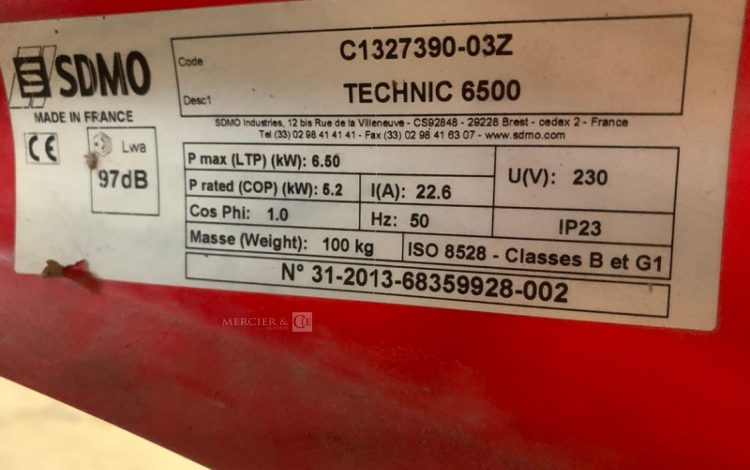 SDMO
MADE IN FRANCE
CE
Lwa
97dB
Code
C1327390-03Z
Desc1
TECHNIC 6500
SDMO Industries, 12 bis Rue de la Villeneuve - CS92848 - 29228 Brest - cedex 2 - France
Tel (33) 02 98 41 41 41 - Fax (33) 02 98 41 63 07 - www.sdmo.com
P max (LTP) (kW): 6.50
P rated (COP) (kW): 5.2
I(A): 22.6
U(V): 230
Cos Phi: 1.0
Hz: 50
IP23
Masse (Weight): 100 kg
ISO 8528 - Classes B et G1
N° 31-2013-68359928-002
MERCIER & CIE